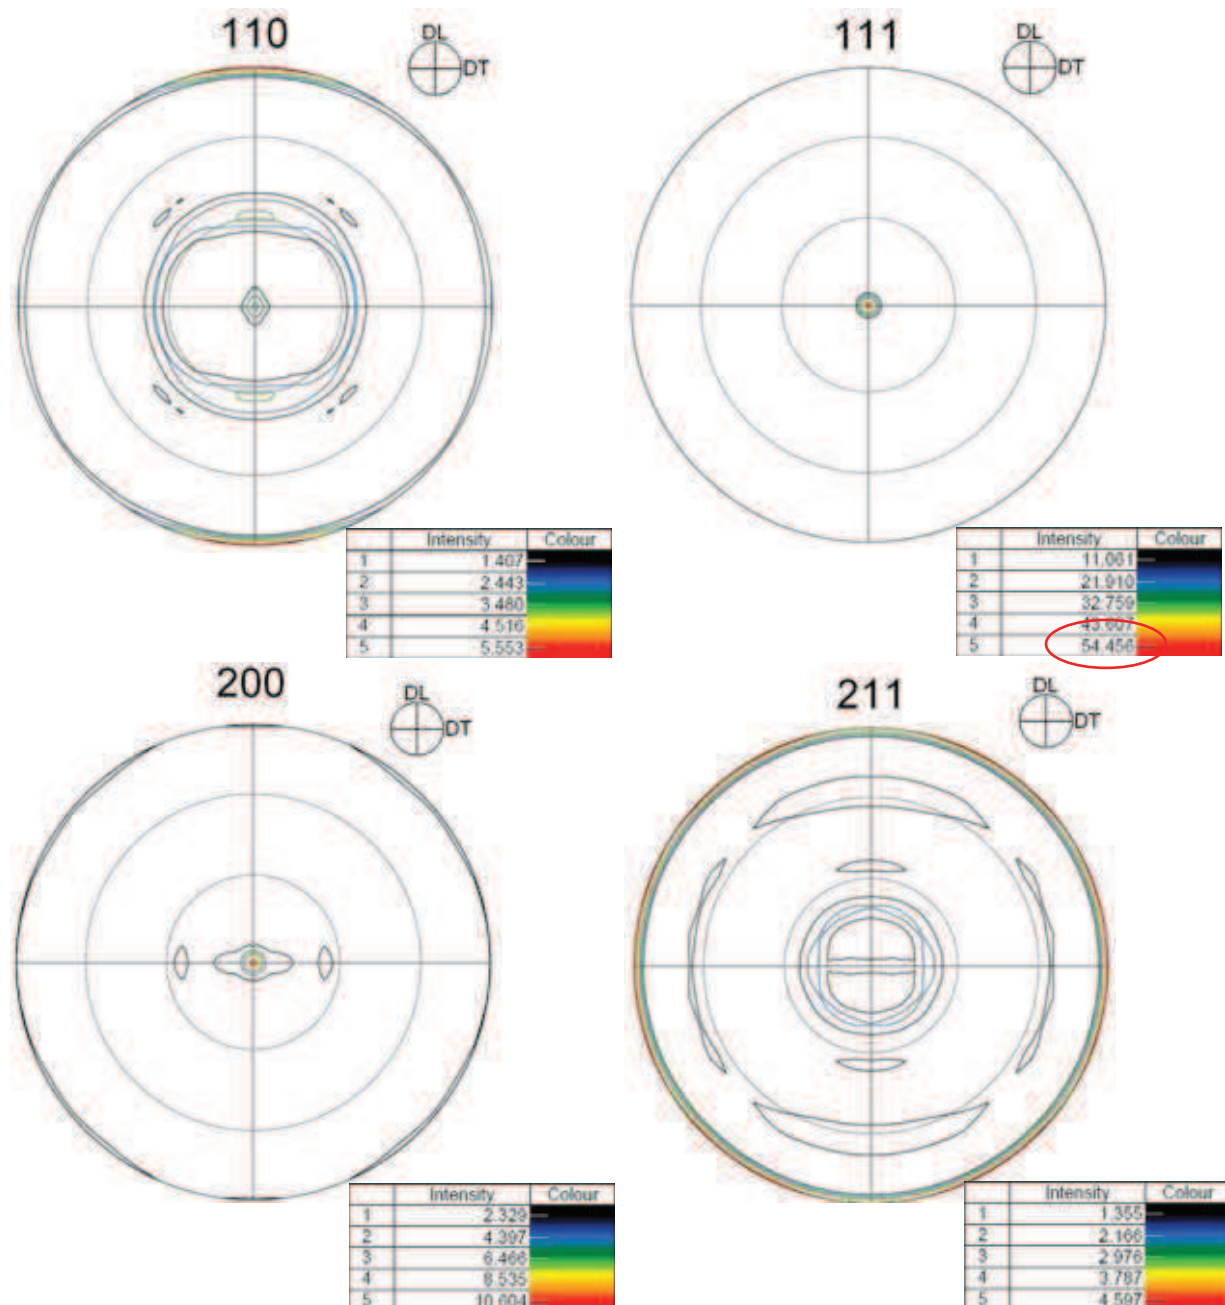 110
DL
DT
111
DL
DT
Intensity Colour
1 1.407
2 2.443
3 3.480
4 4.516
5 5.553
Intensity Colour
1 11.061
2 21.910
3 32.759
4 43.607
5 54.456
200
DL
DT
211
DL
DT
Intensity Colour
1 2.329
2 4.397
3 6.466
4 8.535
5 10.604
Intensity Colour
1 1.355
2 2.166
3 2.976
4 3.787
5 4.597